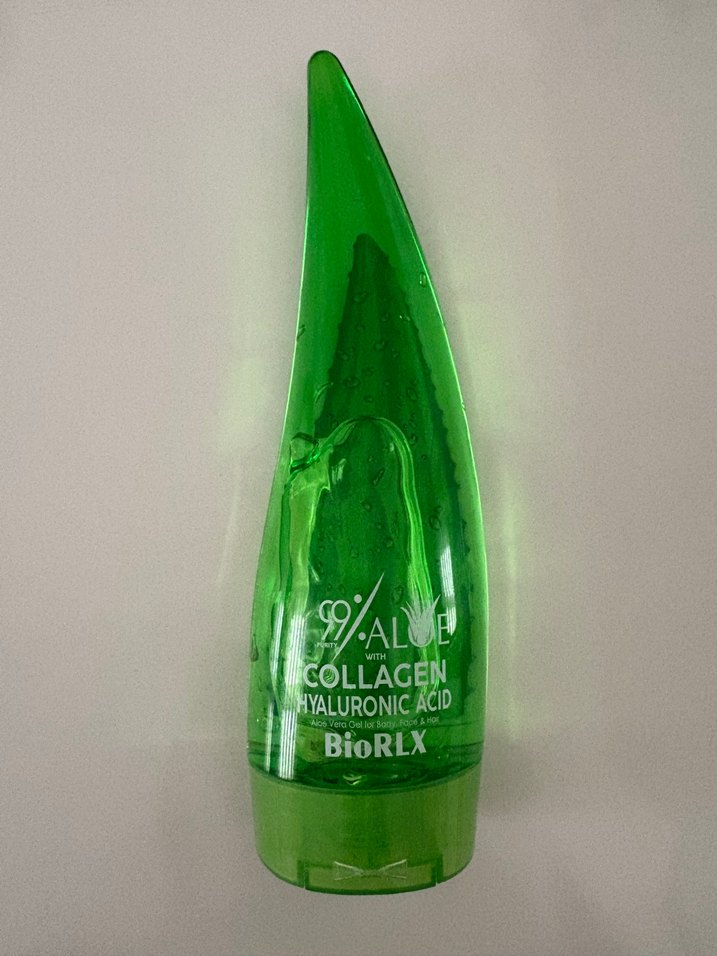 99% ALOE
PURITY
WITH
COLLAGEN
HYALURONIC ACID
Aloe Vera Gel for Body, Face & Hair
BioRLX